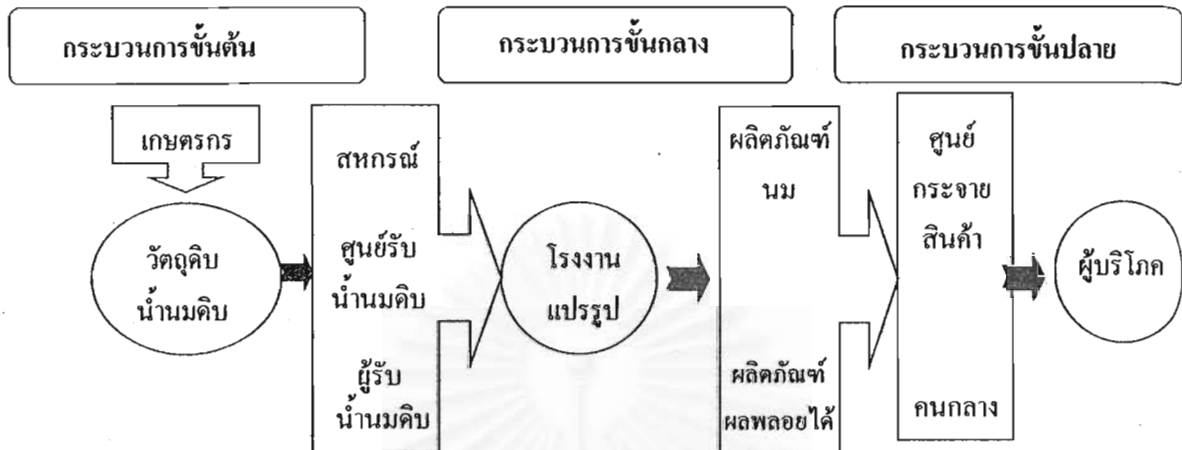 กระบวนการขั้นต้น
กระบวนการขั้นกลาง
กระบวนการขั้นปลาย
เกษตรกร
วัตถุดิบ
น้ำนมดิบ
สหกรณ์
ศูนย์รับ
น้ำนมดิบ
ผู้รับ
น้ำนมดิบ
โรงงาน
แปรรูป
ผลิตภัณฑ์
นม
ผลิตภัณฑ์
ผลพลอยได้
ศูนย์
กระจาย
สินค้า
คนกลาง
ผู้บริโภค